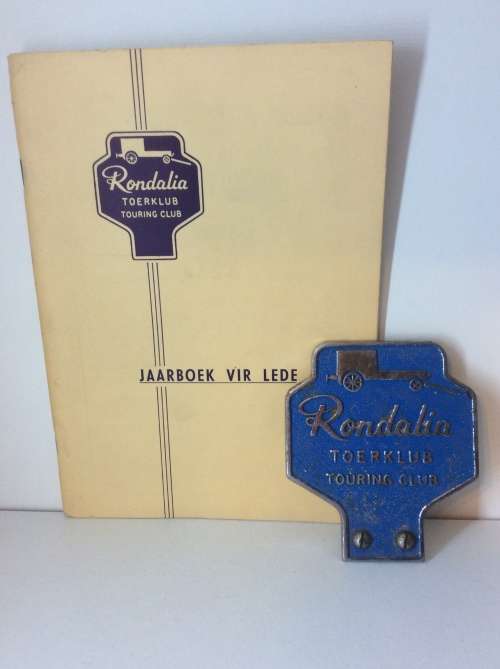 Rondalia
TOERKLUB
TOURING CLUB
JAARBOEK VIR LEDE
Rondalia
TOERKLUB
TOURING CLUB